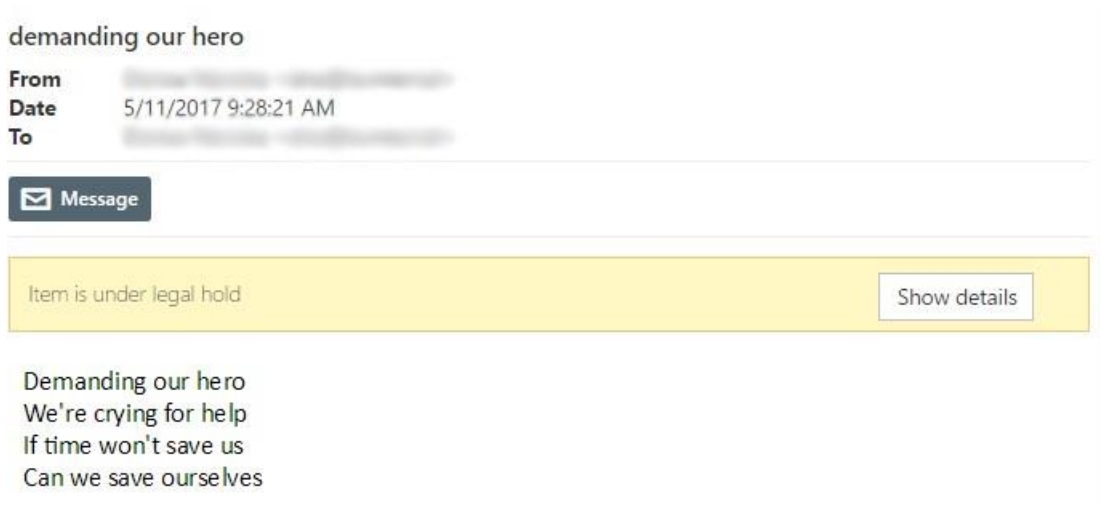 demanding our hero
From
Date 5/11/2017 9:28:21 AM
To
Message
Item is under legal hold Show details
Demanding our hero
We're crying for help
If time won't save us
Can we save ourselves